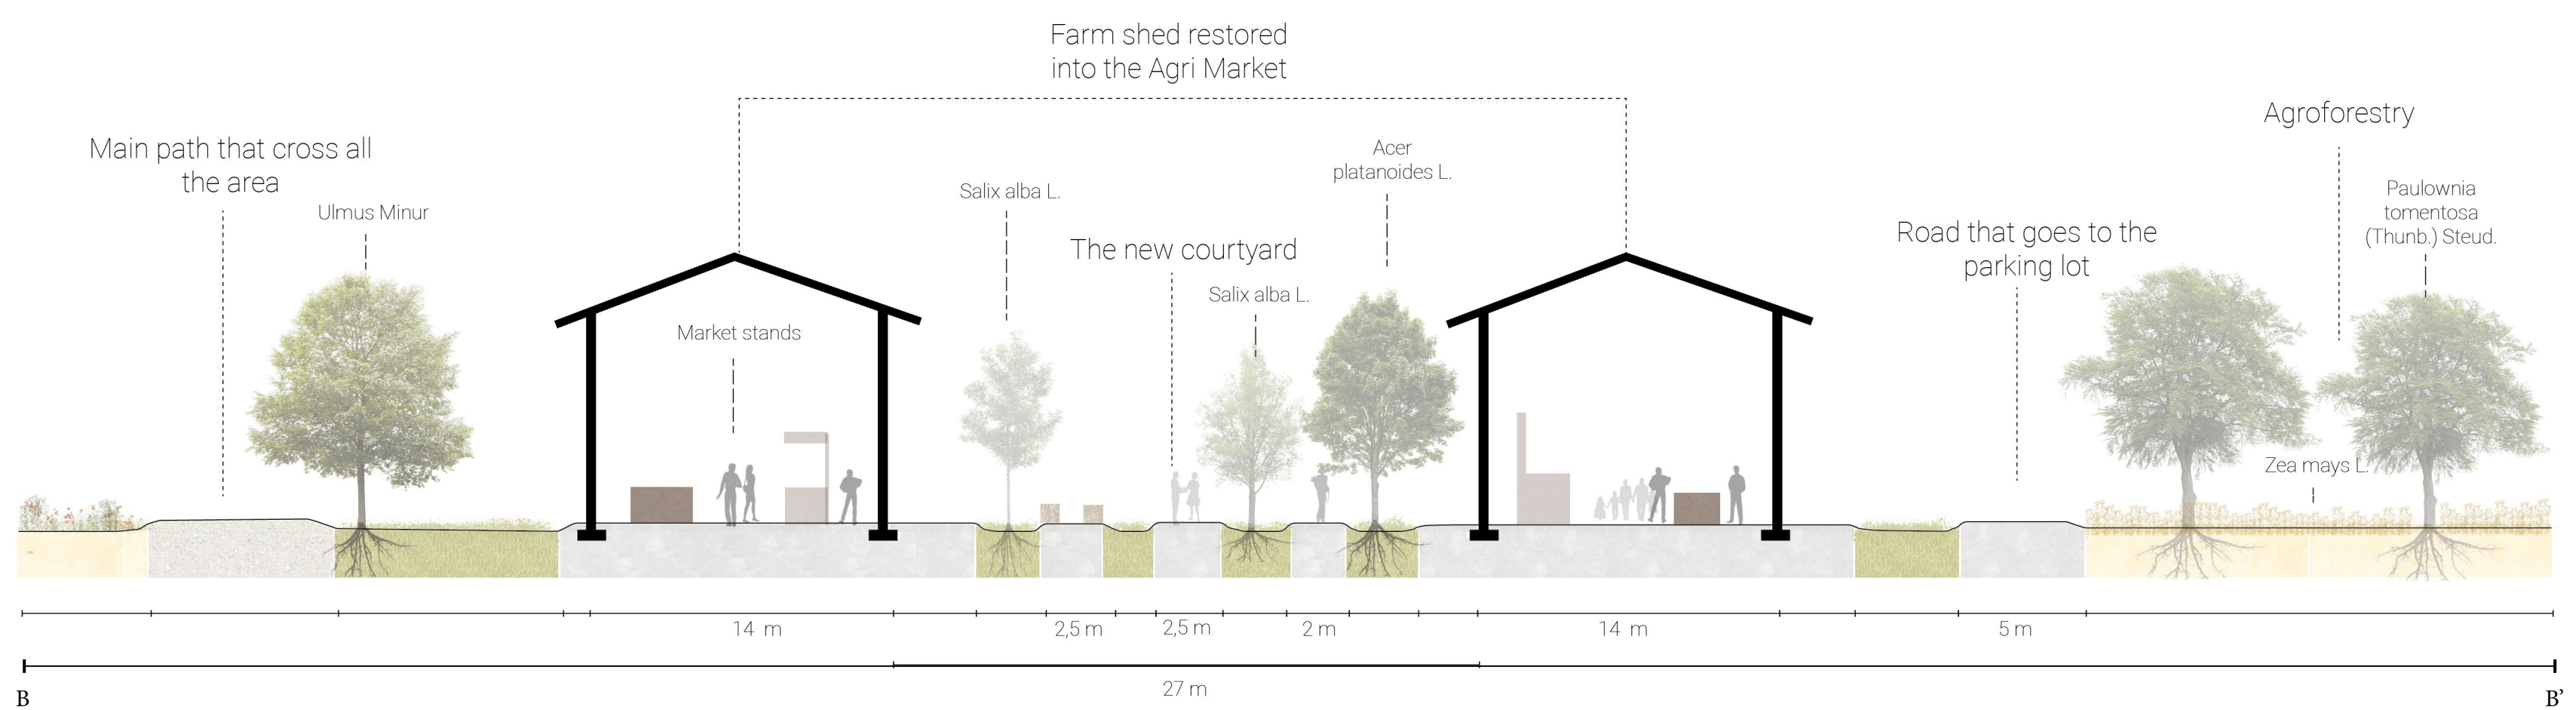 Farm shed restored
into the Agri Market
Main path that cross all
the area
Ulmus Minur
Market stands
Salix alba L.
The new courtyard
Salix alba L.
Acer
platanoides L.
Road that goes to the
parking lot
Agroforestry
Paulownia
tomentosa
(Thunb.) Steud.
Zea mays L.
14 m
2,5 m
2,5 m
2 m
14 m
5 m
27 m
B
B’